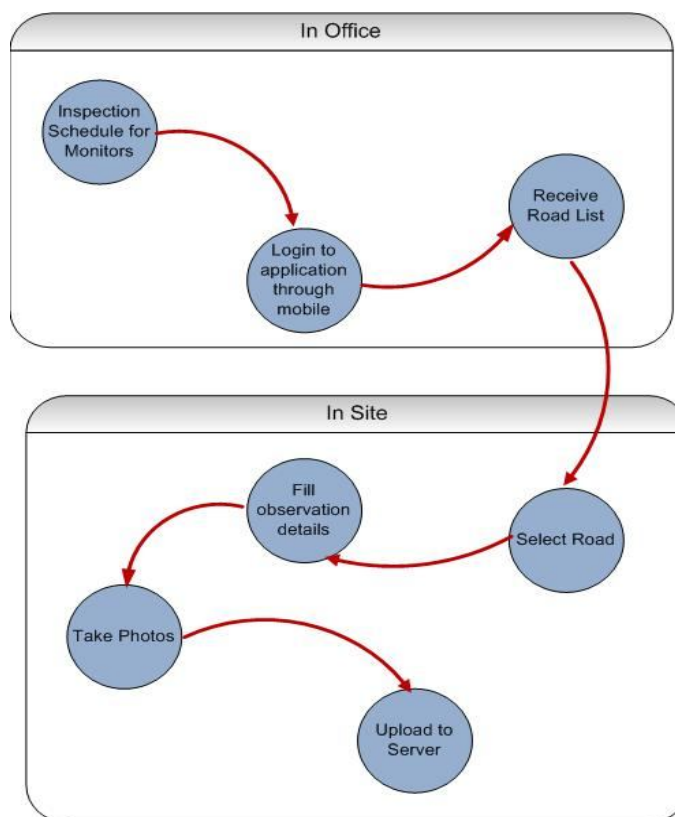 In Office
Inspection
Schedule for
Monitors
Login to
application
through
mobile
Receive
Road List
In Site
Fill
observation
details
Select Road
Take Photos
Upload to
Server